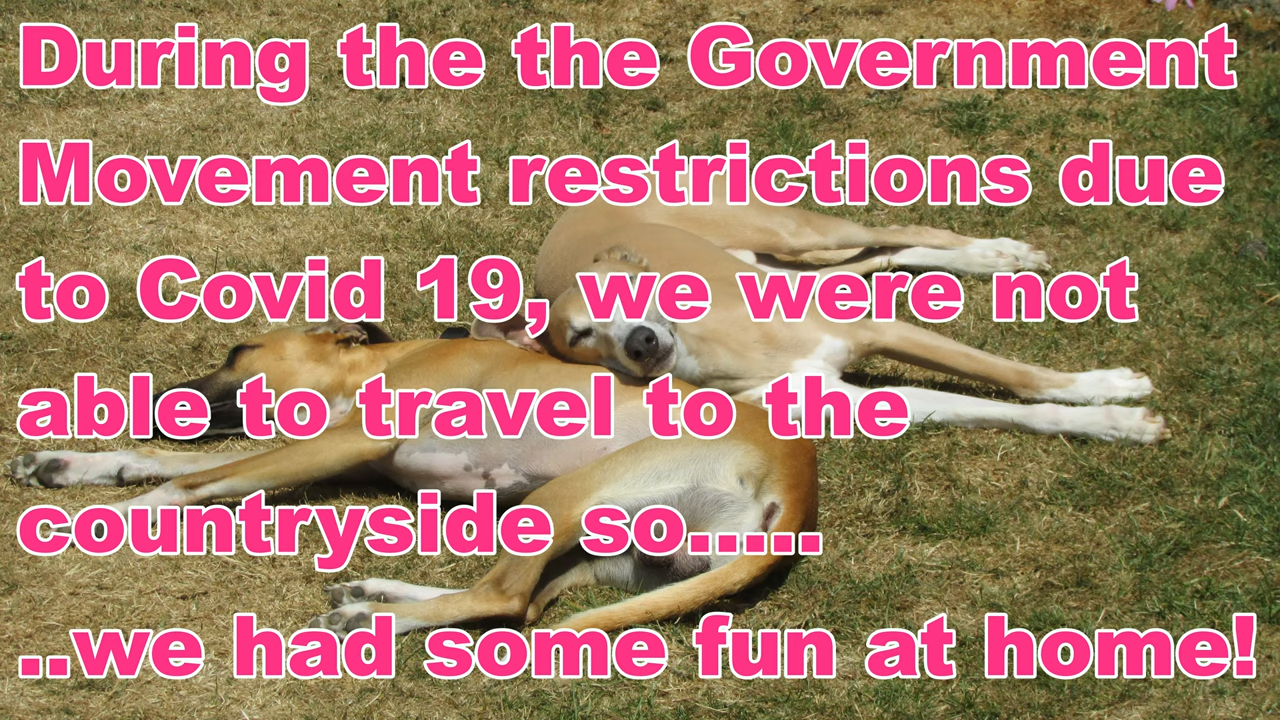 During the the Government
Movement restrictions due
to Covid 19, we were not
able to travel to the
countryside so.....
..we had some fun at home!